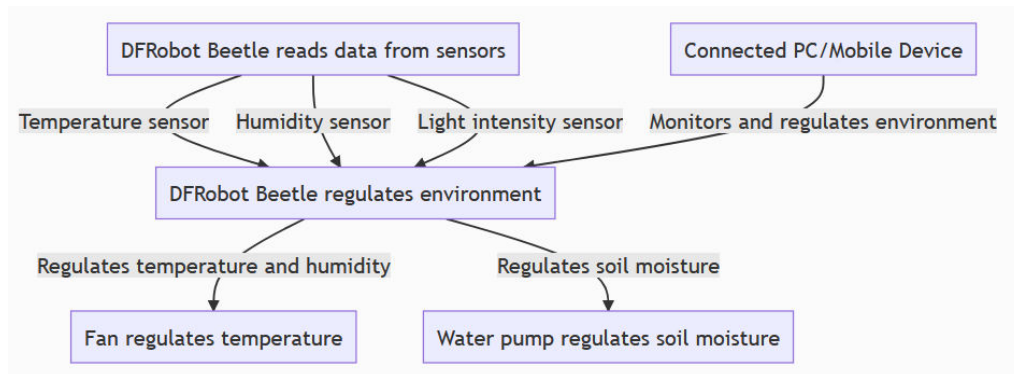 DFRobot Beetle reads data from sensors
Connected PC/Mobile Device
Temperature sensor
Humidity sensor
Light intensity sensor
Monitors and regulates environment
DFRobot Beetle regulates environment
Regulates temperature and humidity
Regulates soil moisture
Fan regulates temperature
Water pump regulates soil moisture